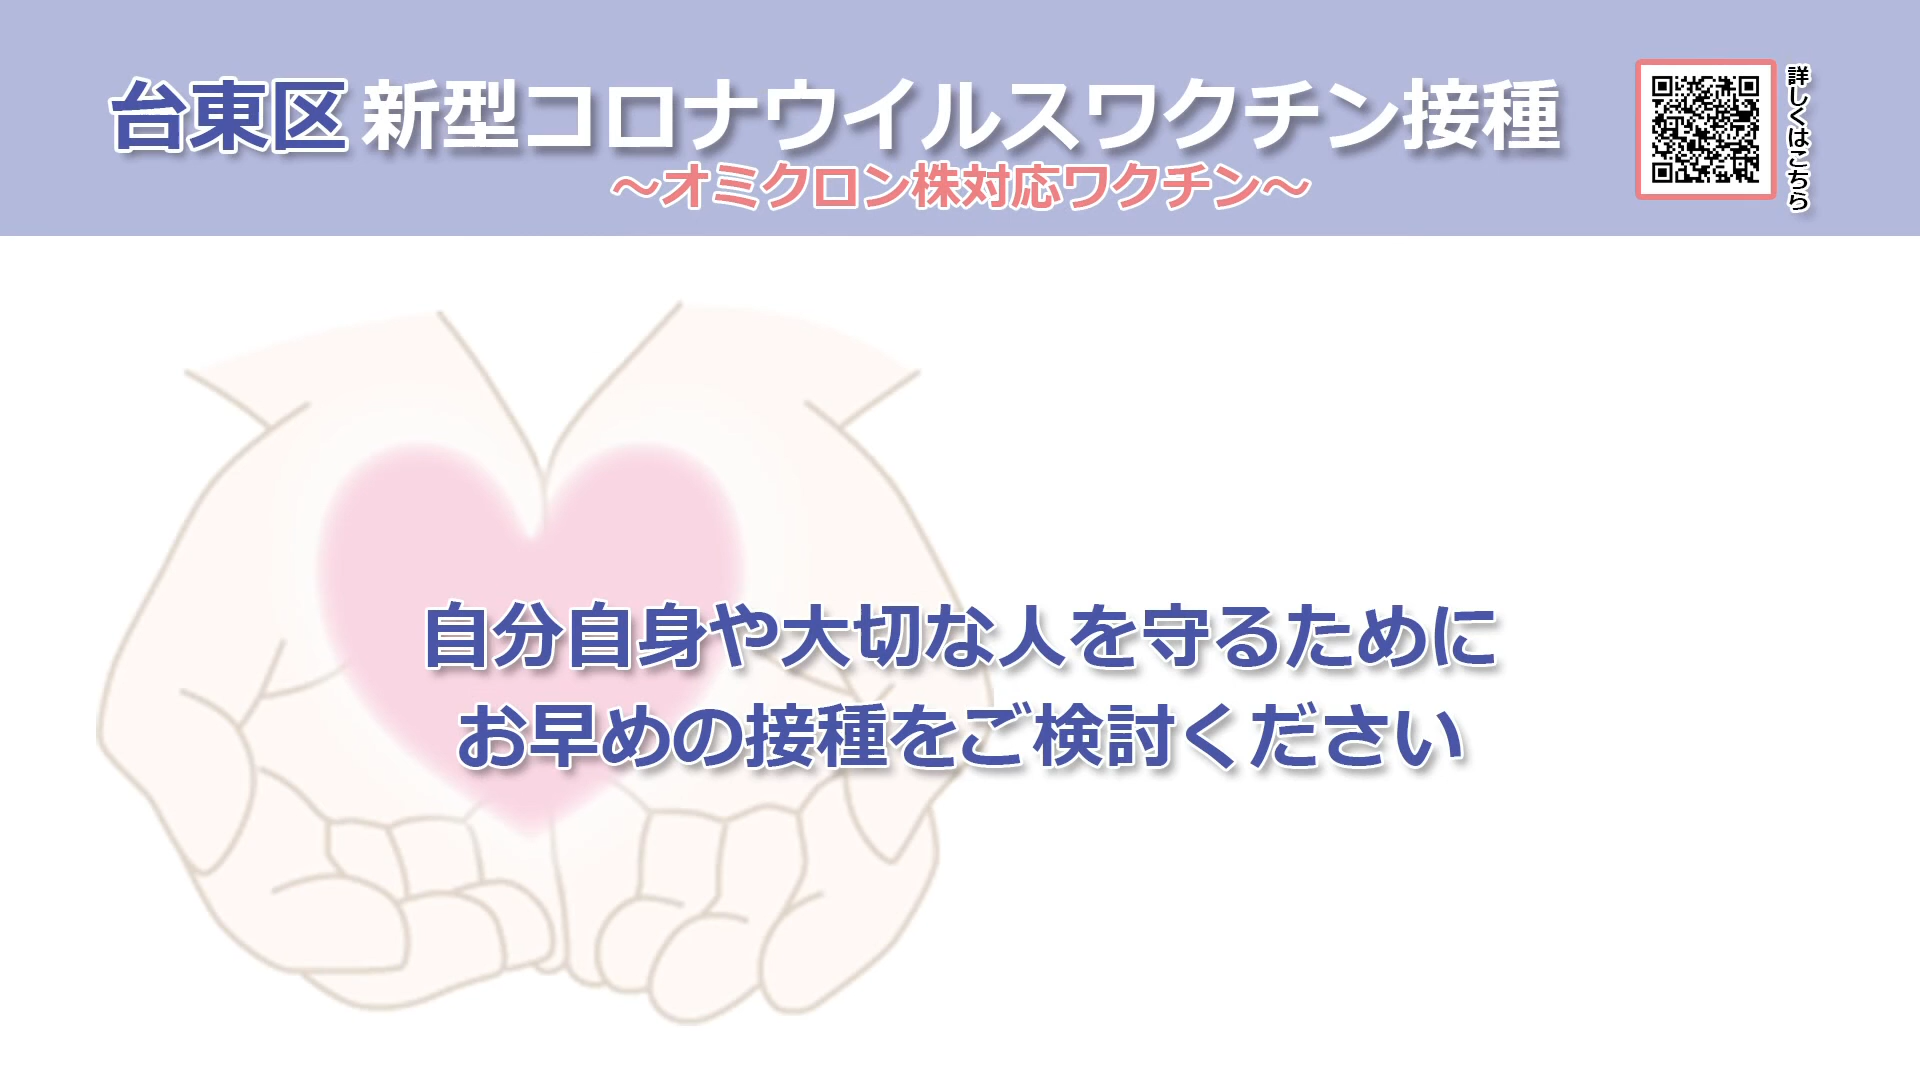 台東区 新型コロナウイルスワクチン接種
～オミクロン株対応ワクチン～
詳しくはこちら
自分自身や大切な人を守るために
お早めの接種をご検討ください